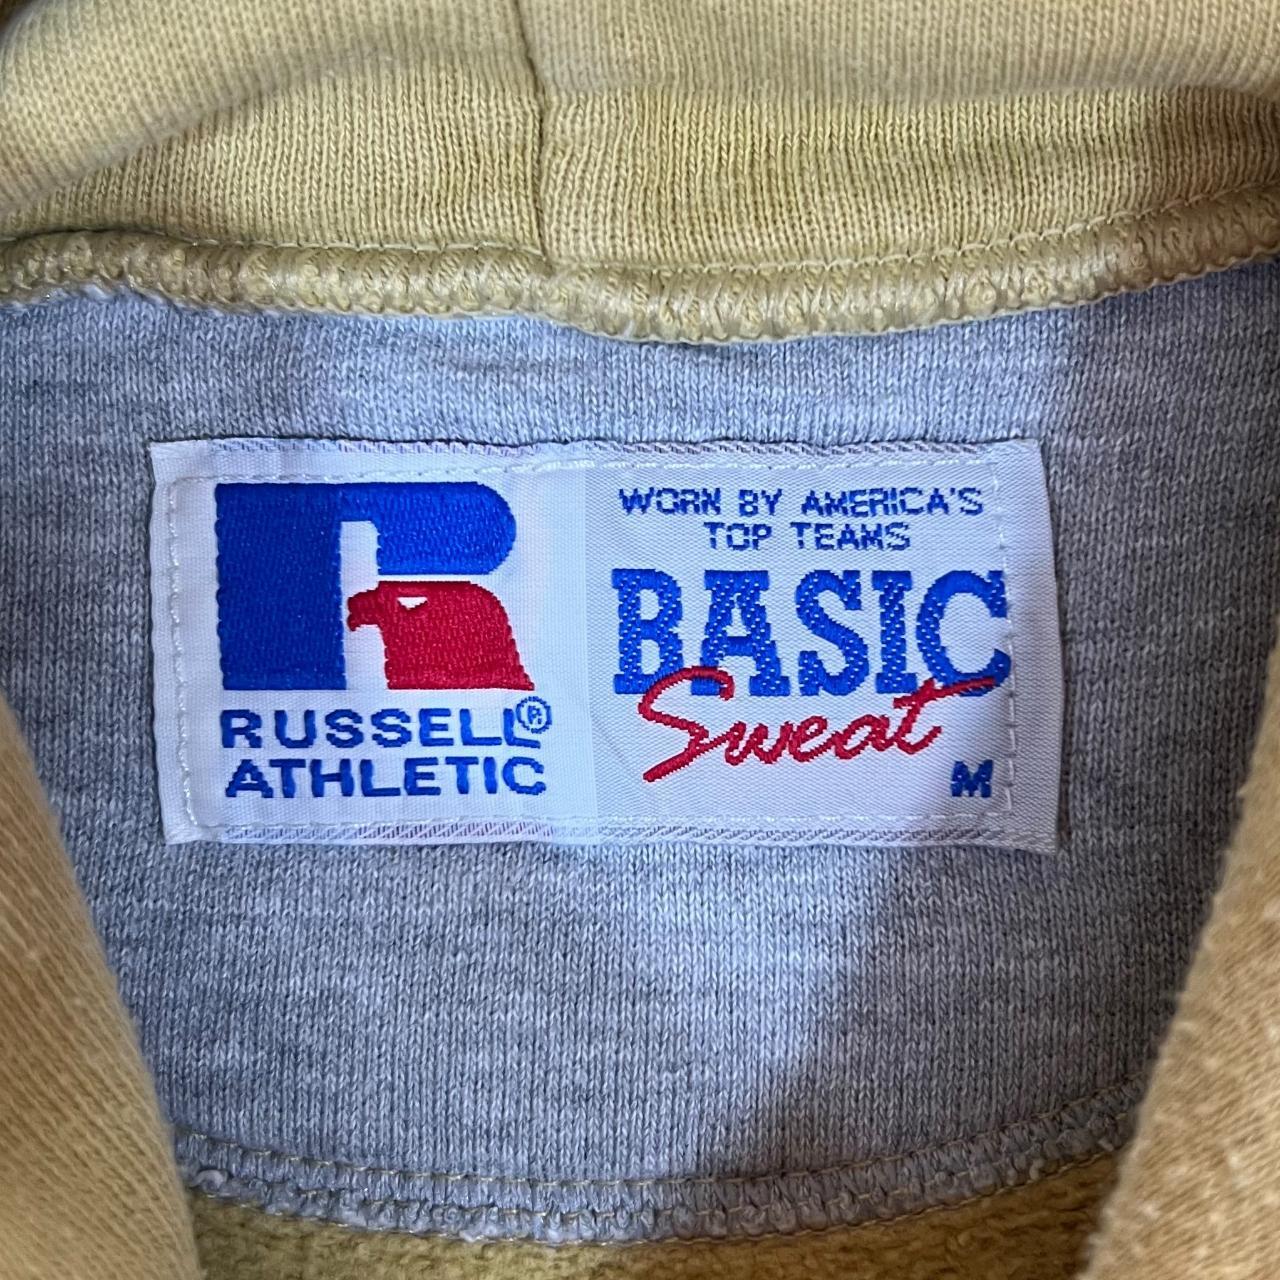 RUSSELL®
ATHLETIC
WORN BY AMERICA'S
TOP TEAMS
BASIC
Sweat
M